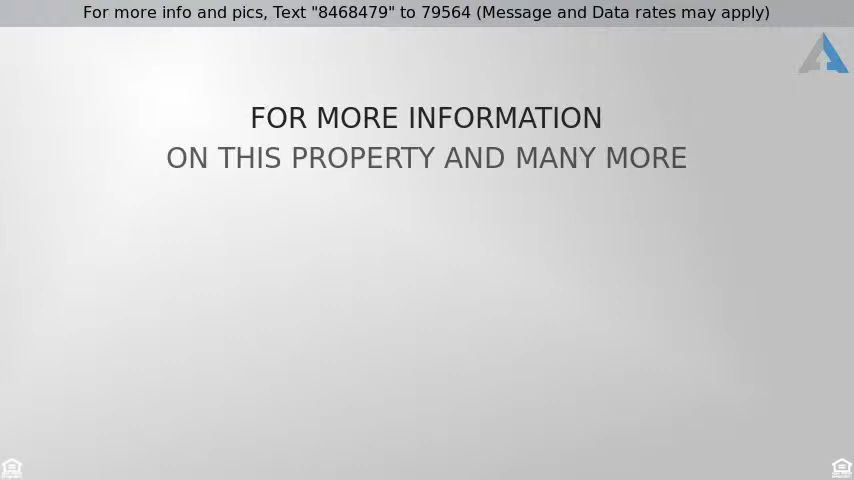 For more info and pics, Text "8468479" to 79564 (Message and Data rates may apply)
FOR MORE INFORMATION
ON THIS PROPERTY AND MANY MORE